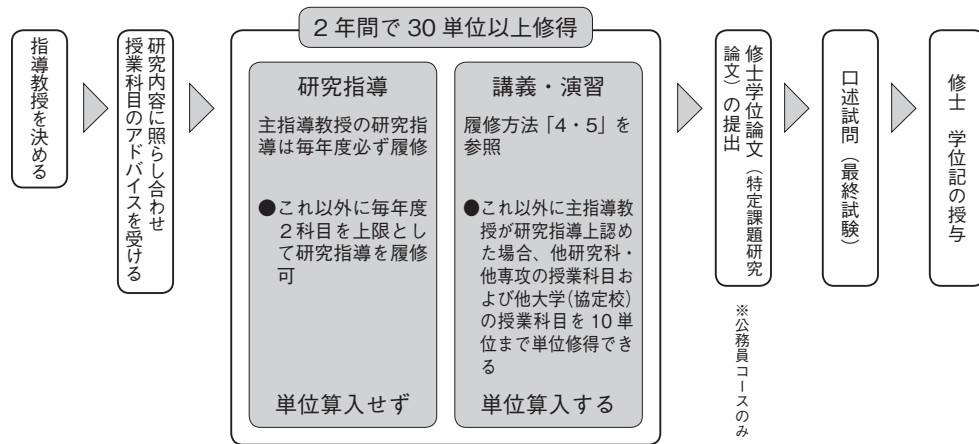 指導教授を決める
研究内容に照らし合わせ
授業科目のアドバイスを受ける
2年間で30単位以上修得
研究指導
主指導教授の研究指
導は毎年度必ず履修
●これ以外に毎年度
2科目を上限とし
て研究指導を履修
可
単位算入せず
講義・演習
履修方法「4・5」を
参照
●これ以外に主指導教
授が研究指導上認め
た場合、他研究科・
他専攻の授業科目お
よび他大学(協定校)
の授業科目を10単
位まで単位修得でき
る
単位算入する
修士学位論文(特定課題研究
論文)の提出
※公務員コースのみ
口述試問(最終試験)
修士 学位記の授与